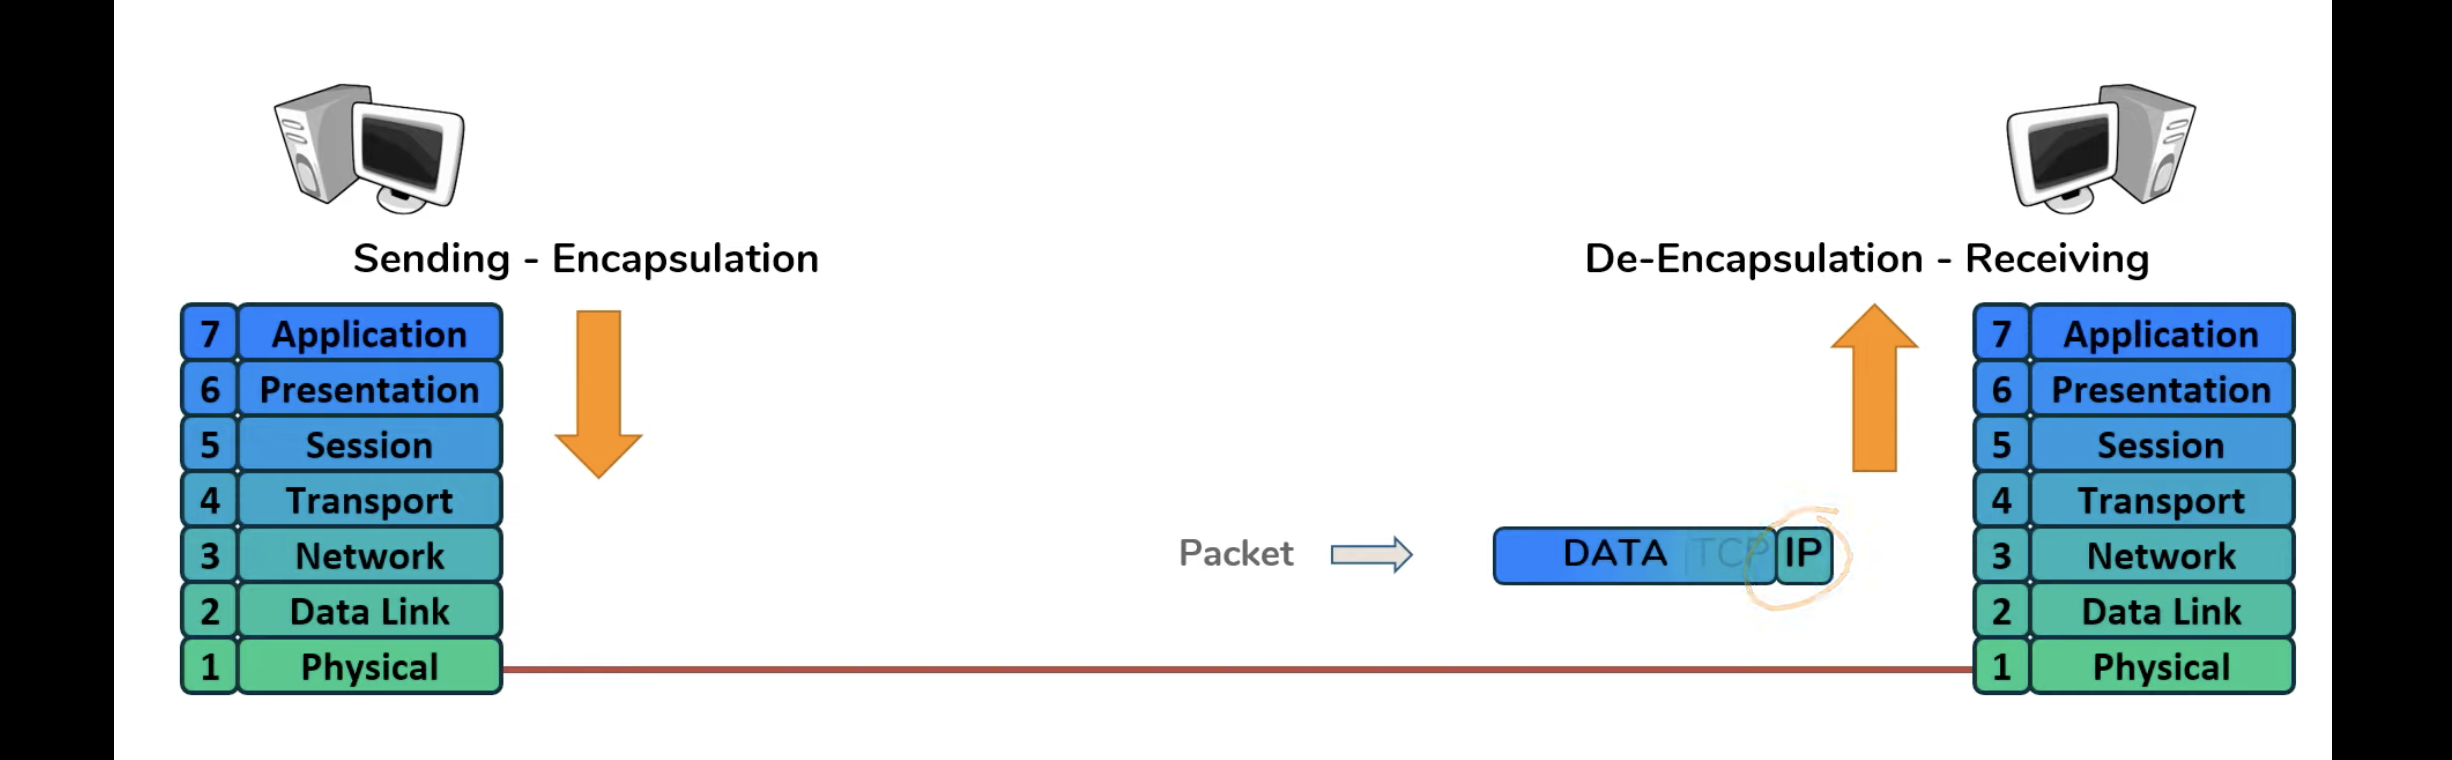 Sending - Encapsulation
De-Encapsulation - Receiving
7 Application
6 Presentation
5 Session
4 Transport
3 Network
2 Data Link
1 Physical
Packet
DATA TCP IP
7 Application
6 Presentation
5 Session
4 Transport
3 Network
2 Data Link
1 Physical